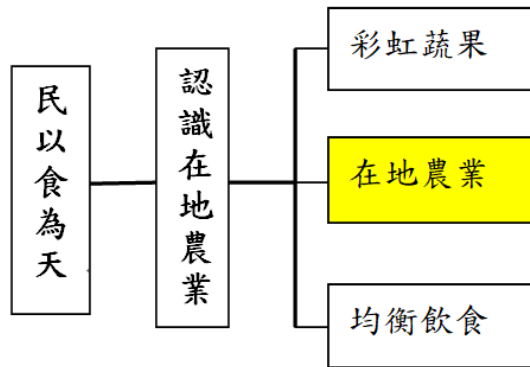 民以食為天
認識在地農業
彩虹蔬果
在地農業
均衡飲食